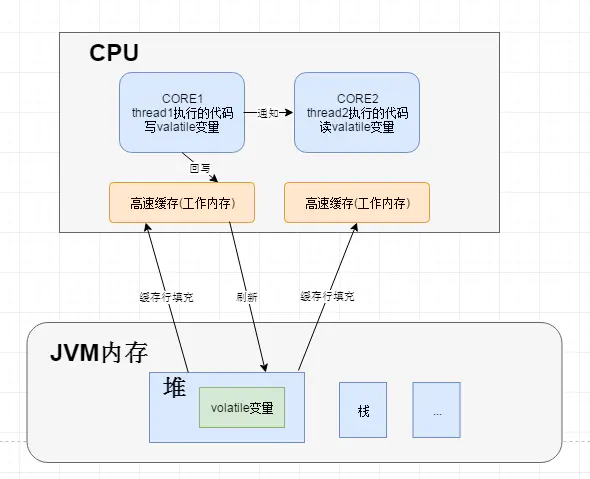 CPU
CORE1
thread1执行的代码
写valatile变量
通知
CORE2
thread2执行的代码
读valatile变量
回写
高速缓存(工作内存)
高速缓存(工作内存)
缓存行填充
刷新
缓存行填充
JVM内存
堆
volatile变量
栈
...